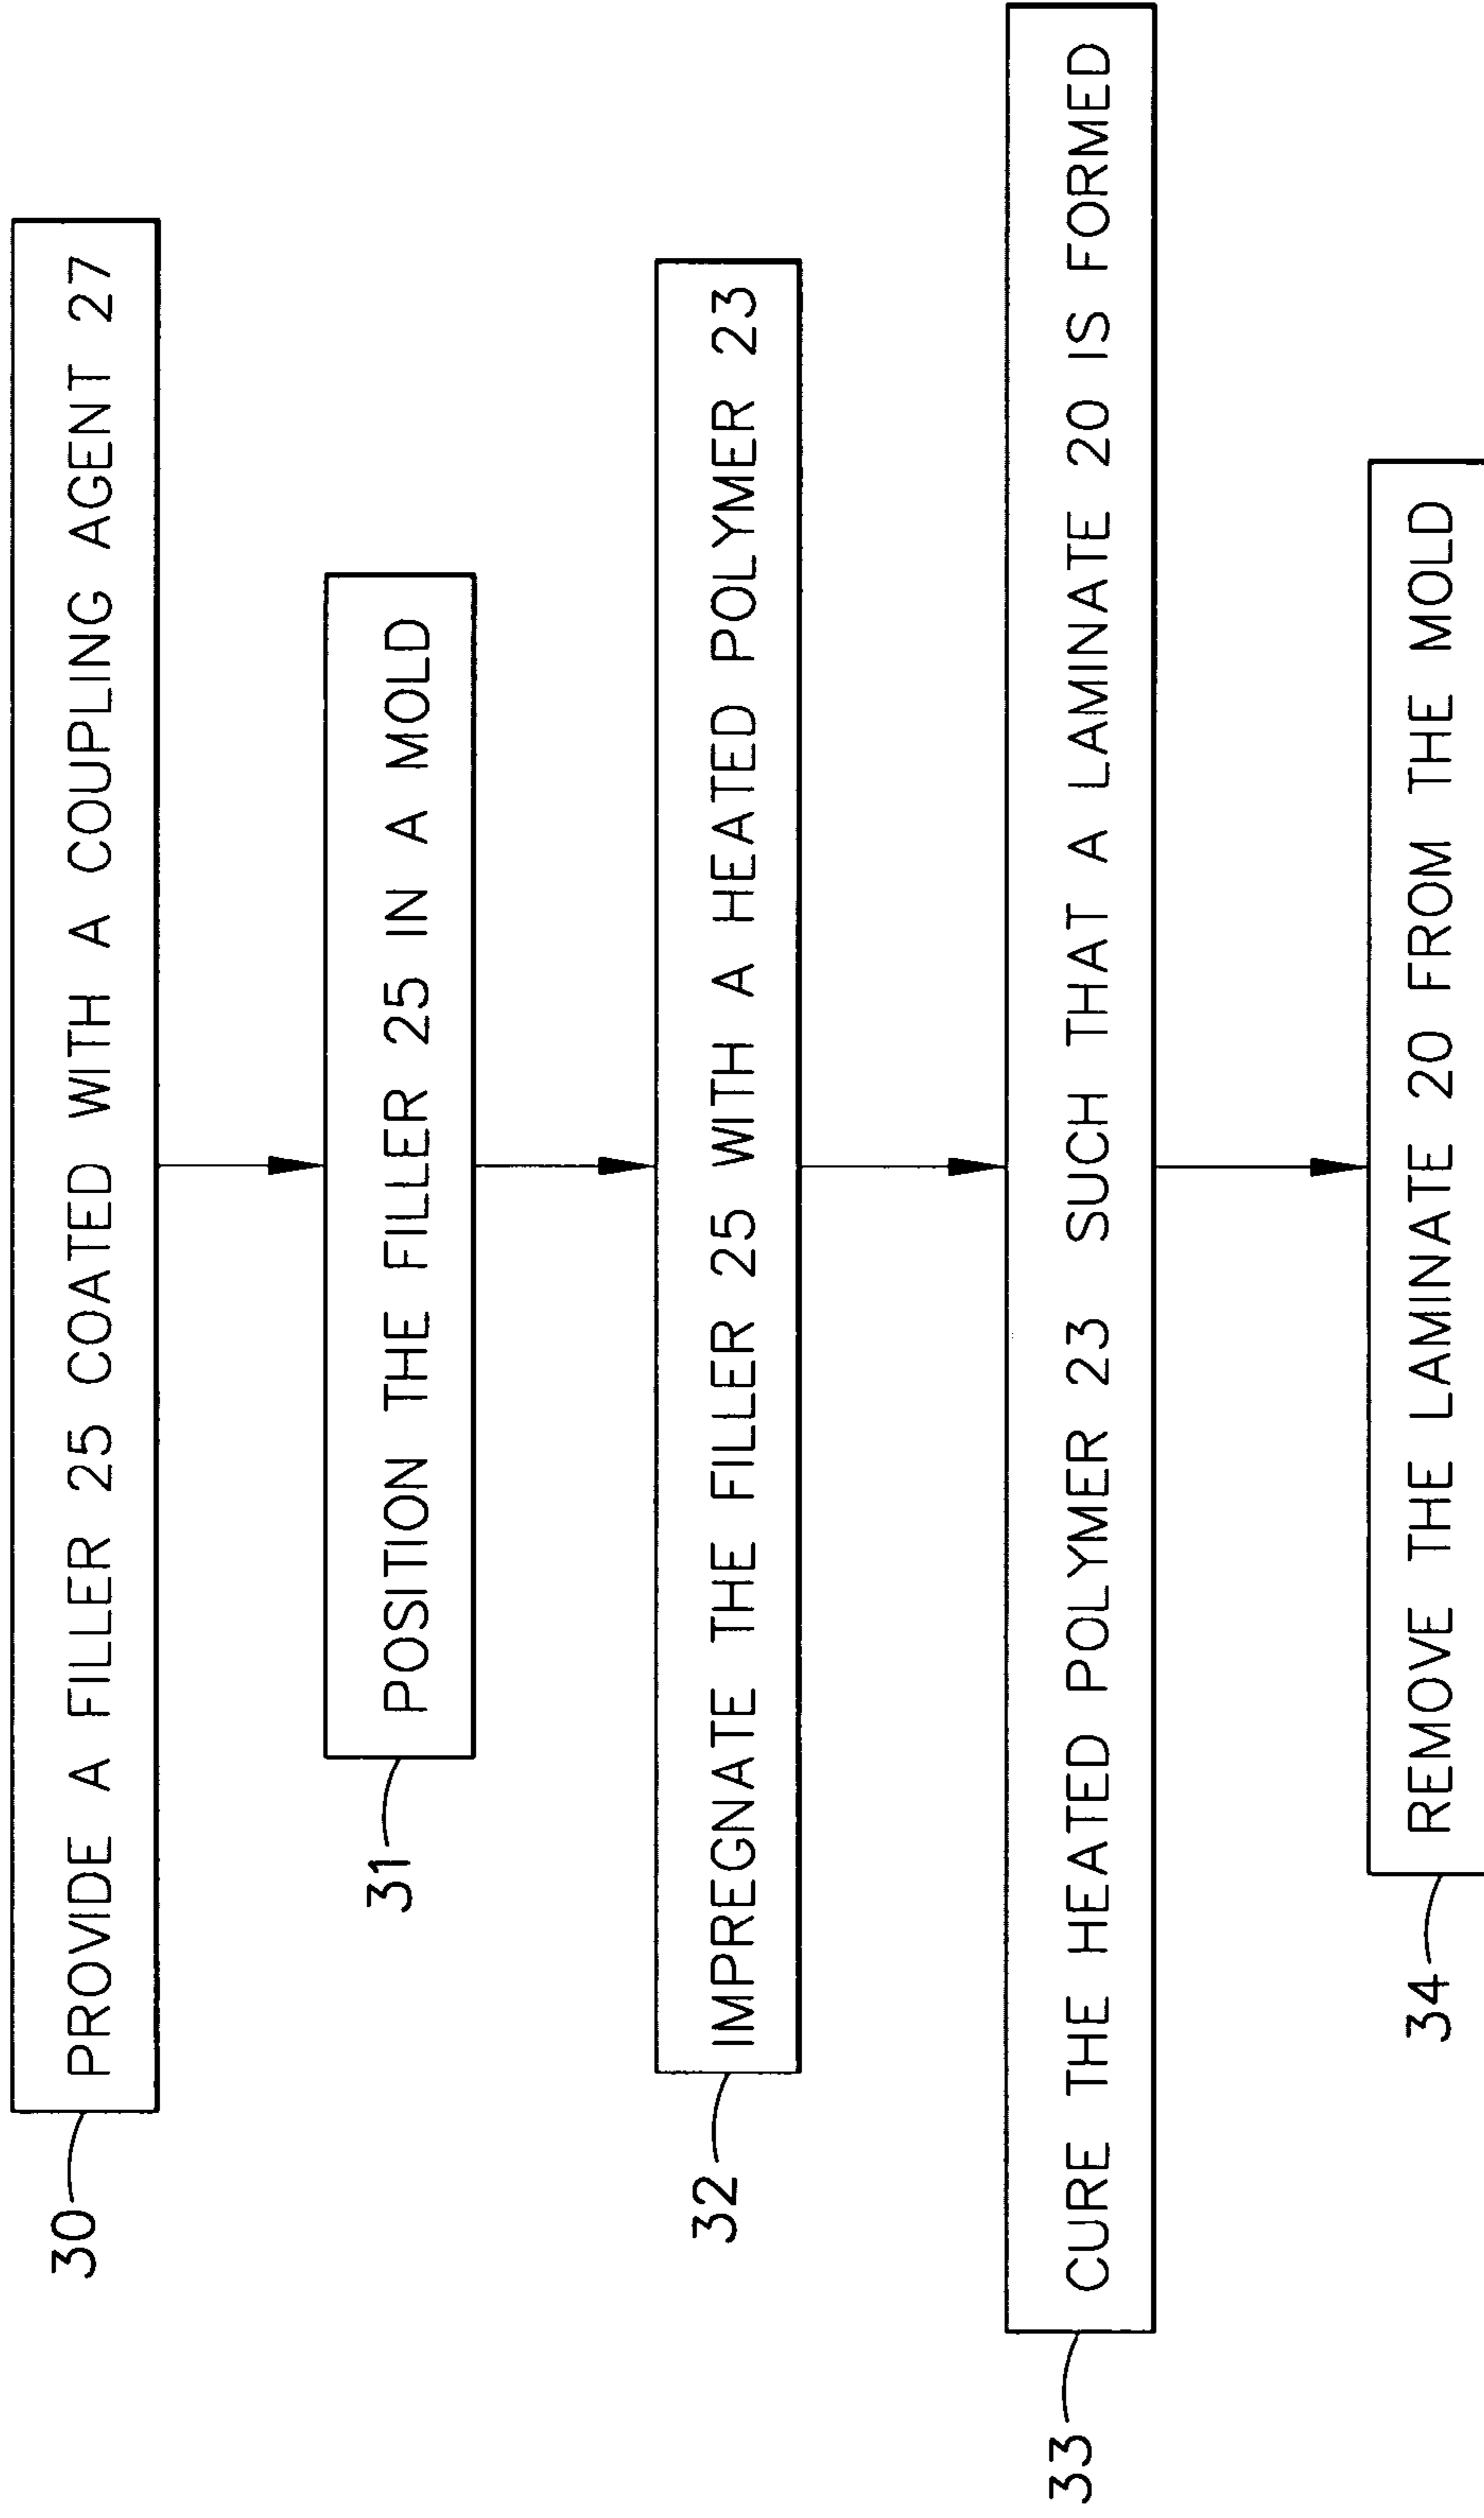 30 PROVIDE A FILLER 25 COATED WITH A COUPLING AGENT 27
31 POSITION THE FILLER 25 IN A MOLD
32 IMPREGNATE THE FILLER 25 WITH A HEATED POLYMER 23
33 CURE THE HEATED POLYMER 23 SUCH THAT A LAMINATE 20 IS FORMED
34 REMOVE THE LAMINATE 20 FROM THE MOLD